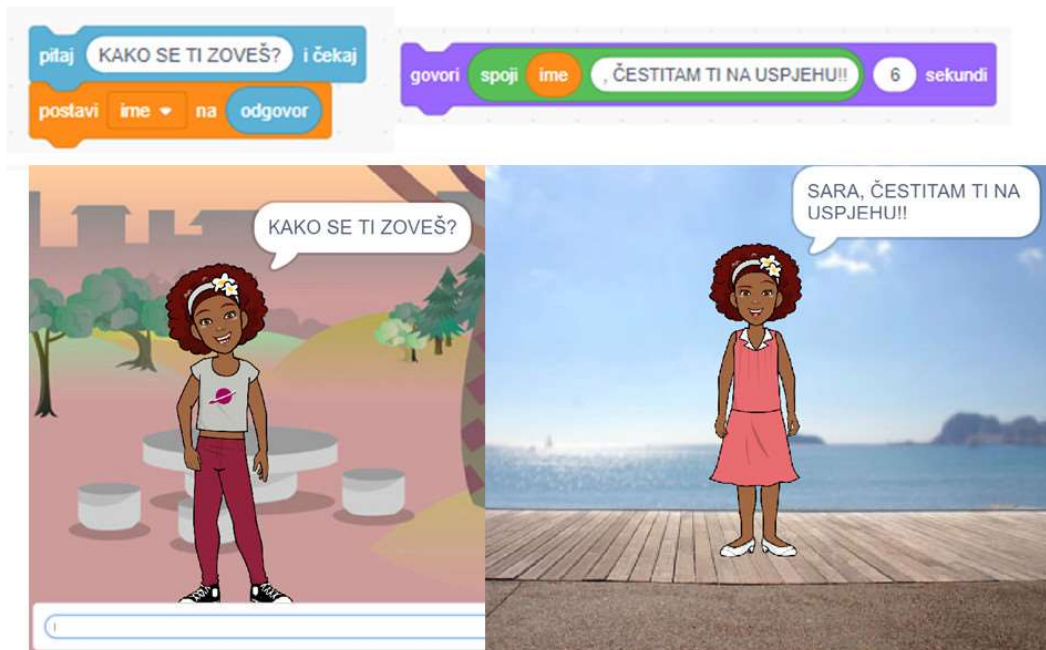 pitaj KAKO SE TI ZOVEŠ? i čekaj
postavi ime na odgovor
govori spoji ime , ČESTITAM TI NA USPJEHU!! 6 sekundi
KAKO SE TI ZOVEŠ?
SARA, ČESTITAM TI NA
USPJEHU!!